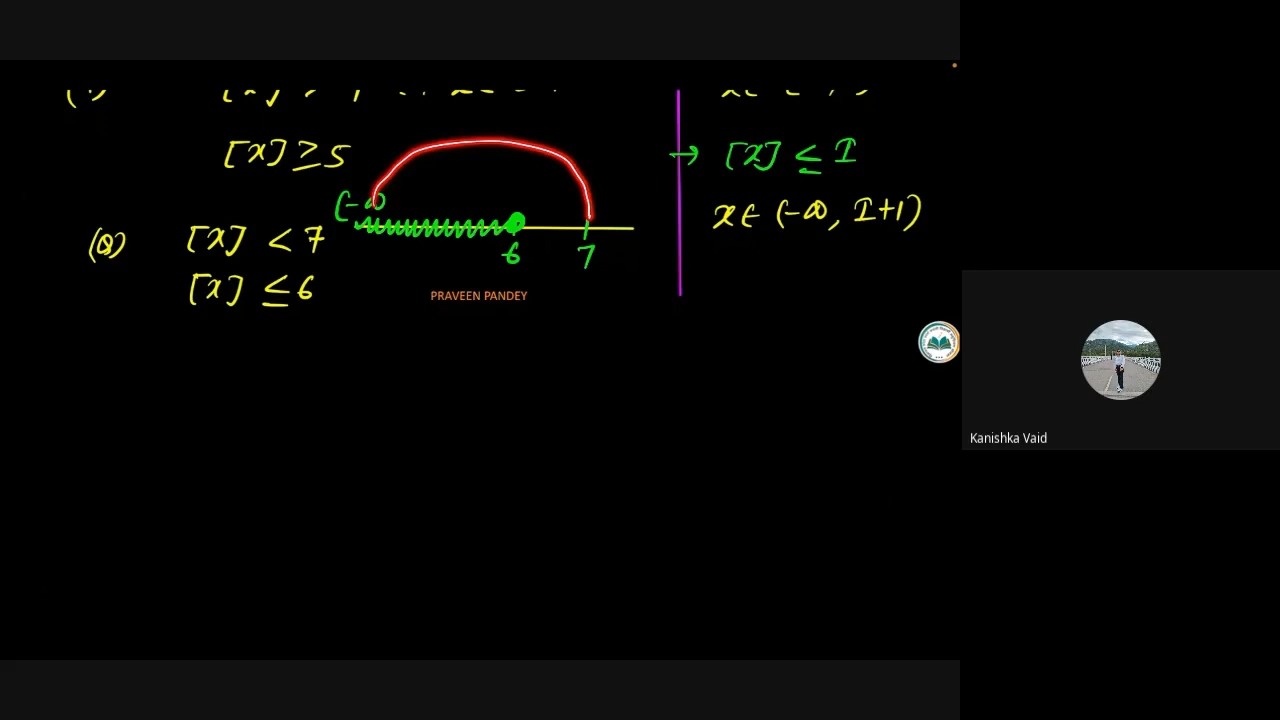 [x] ≥ 5
(-∞
6 7
(Q) [x] < 7
[x] ≤ 6
PRAVEEN PANDEY
→ [x] ≤ I
x ∈ (-∞, I+1)
Kanishka Vaid